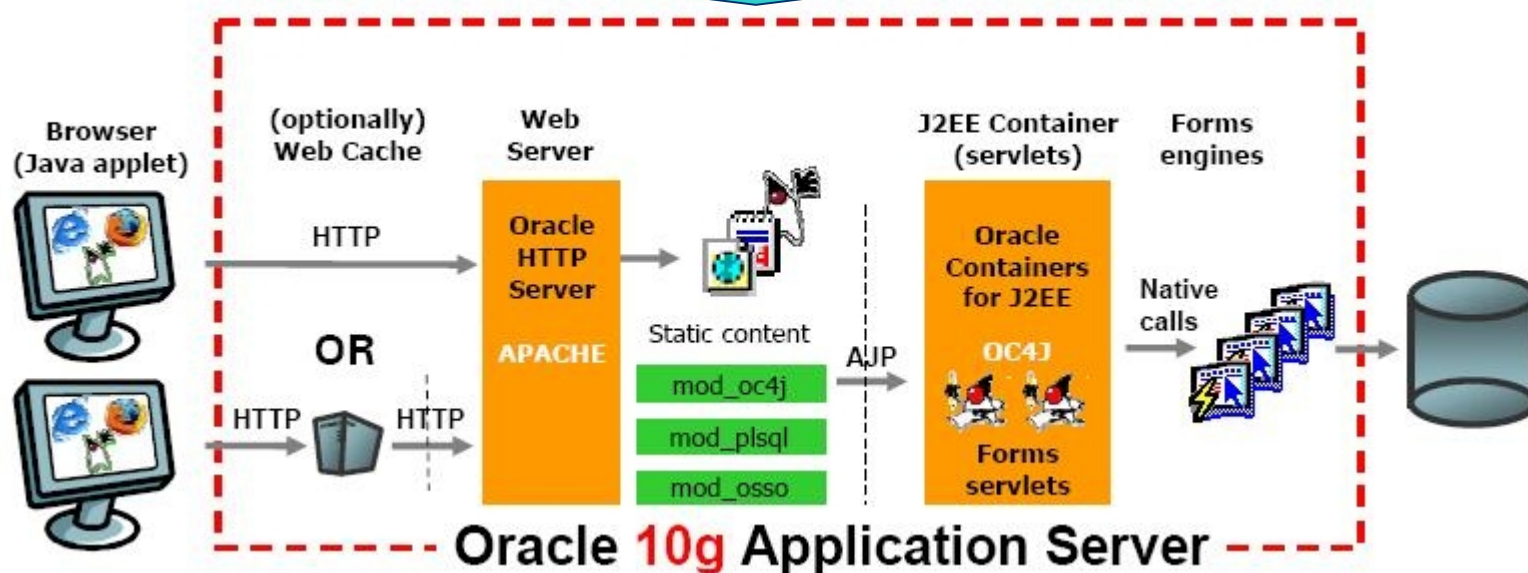 Browser
(Java applet)
(optionally)
Web Cache
Web
Server
J2EE Container
(servlets)
Forms
engines
HTTP
Oracle
HTTP
Server
APACHE
Static content
mod_oc4j
mod_plsql
mod_osso
OR
HTTP
HTTP
AJP
Oracle
Containers
for J2EE
OC4J
Forms
servlets
Native
calls
Oracle 10g Application Server